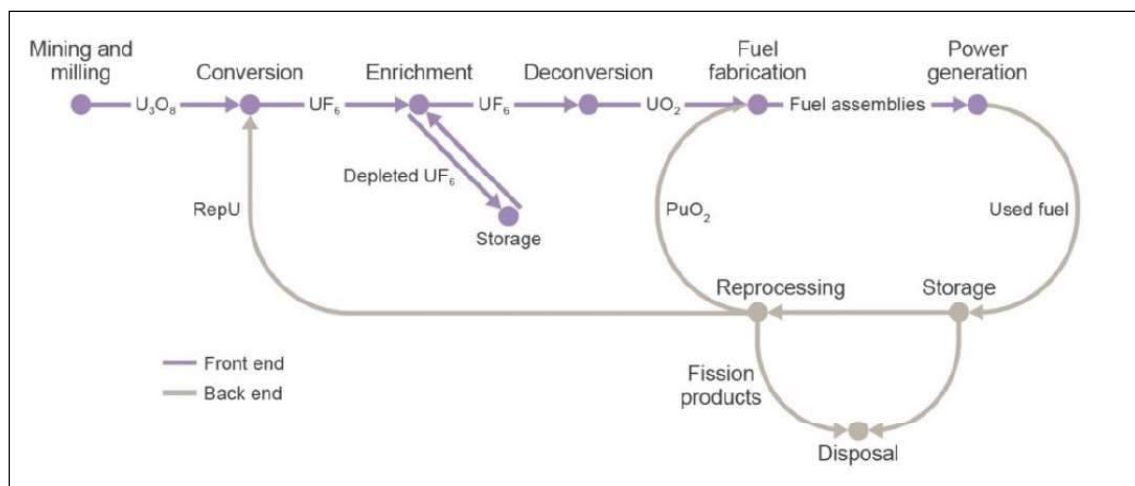 Mining and
milling
Conversion
Enrichment
Deconversion
Fuel
fabrication
Power
generation
U₃O₈
UF₆
UF₆
UO₂
Fuel assemblies
Depleted UF₆
Storage
RepU
PuO₂
Used fuel
Reprocessing
Storage
Front end
Back end
Fission
products
Disposal